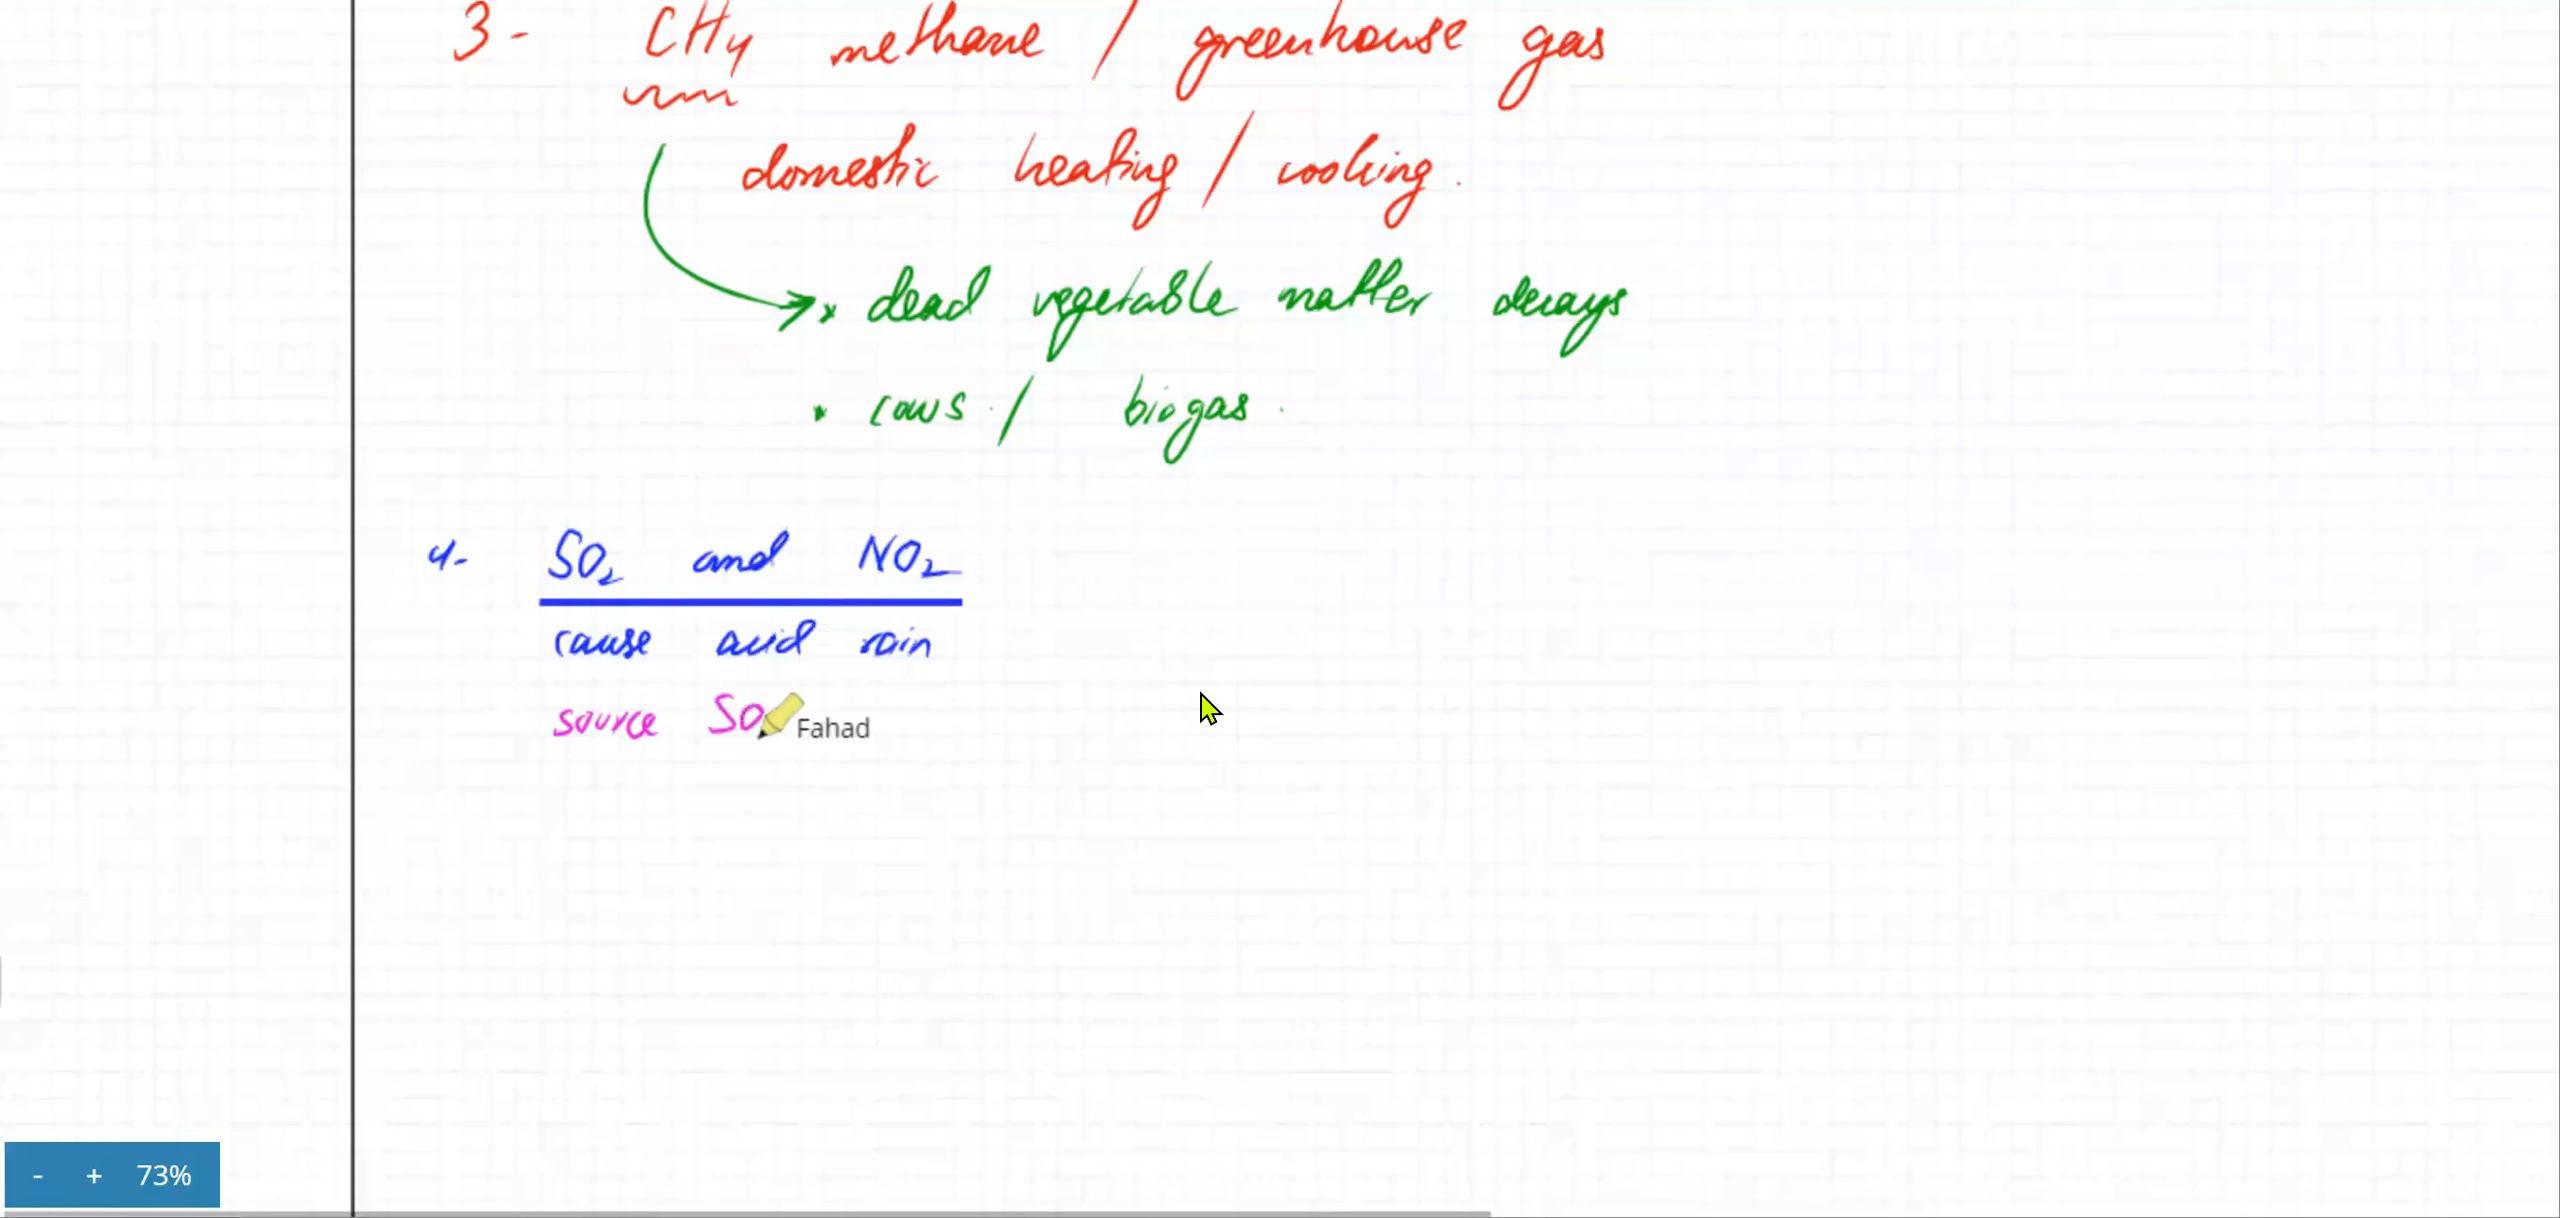 3- CH4 methane / greenhouse gas
domestic heating / cooking.
• dead vegetable matter decays
• cows / biogas.
4- SO2 and NO2
cause acid rain
source SO
Fahad
- + 73%